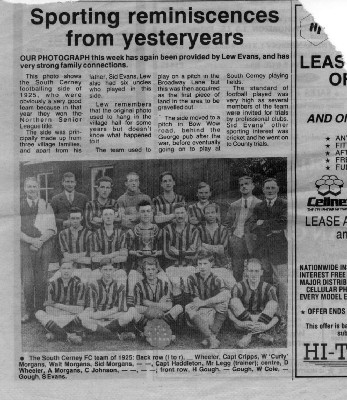 Sporting reminiscences
from yesteryears
OUR PHOTOGRAPH this week has again been provided by Lew Evans, and has
very strong family connections.
This photo shows
the South Cerney
footballing side of
1925, who were
obviously a very good
team because in that
year they won the
Northern Senior
League title.
The side was prin-
cipally made up from
three village families,
and apart from his
father, Sid Evans, Lew
also had six uncles
who played in this
side.
Lew remembers
that the original photo
used to hang in the
village hall for some
years but doesn't
know what happened
to it.
The team used to
play on a pitch in the
Broadway Lane but
this was then acquired
as the first piece of
land in the area to be
gravelled out.
The side moved to a
pitch in Bow Wow
road, behind the
George pub after the
war, before eventually
going on to play at
South Cerney playing
fields.
The standard of
football played was
very high as several
members of the team
were invited for trials
by professional clubs.
Sid Evans' other
sporting interest was
cricket and he went on
to County trials.
● The South Cerney FC team of 1925: Back row (l to r), — Wheeler, Capt Cripps, W 'Curly'
Morgans, Walt Morgans, Sid Morgans, — —, — —, Capt Haddleton, Mr Legg (trainer); centre, D
Wheeler, A Morgans, C Johnson, — —, — —, front row, H Gough, — Gough, W Cole, —
Gough, S Evans.
LEAS
OF
AND O
★ AN
★ FIT
★ AF
★ FRE
★ FU
Cellne
LEASE A
an
NATIONWIDE IN
INTEREST FREE
MAJOR DISTRIB
CELLULAR PH
EVERY MODEL E
★ OFFER ENDS
This offer is ba
sub
HI-T